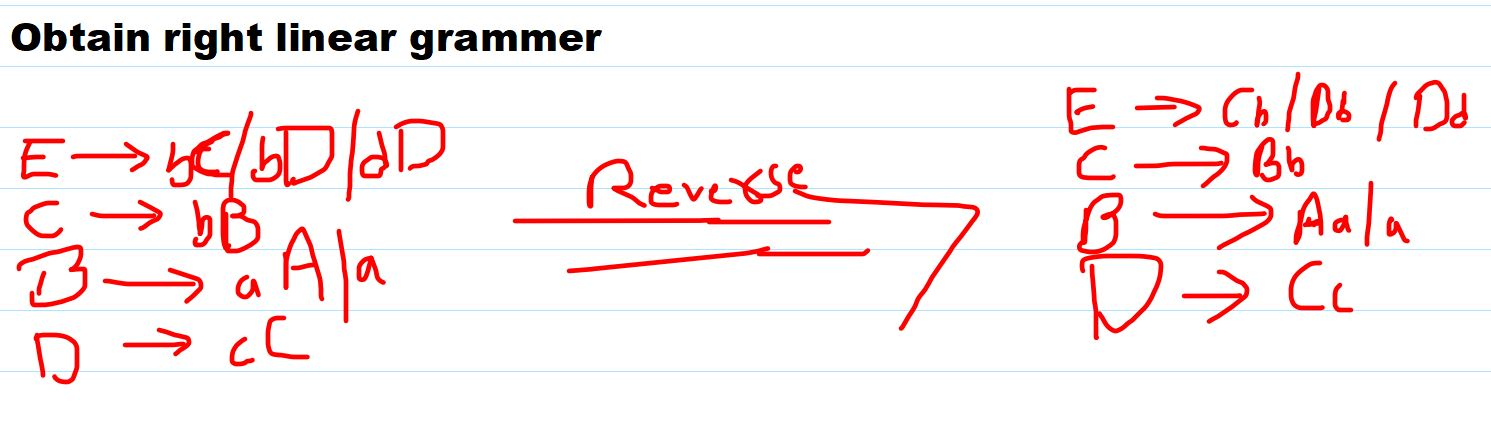 Obtain right linear grammer
E → bC/bD/dD
C → bB
B → aA|a
D → cC
Reverse
E → Cb/Db/Dd
C → Bb
B → Aa|a
D → Cc